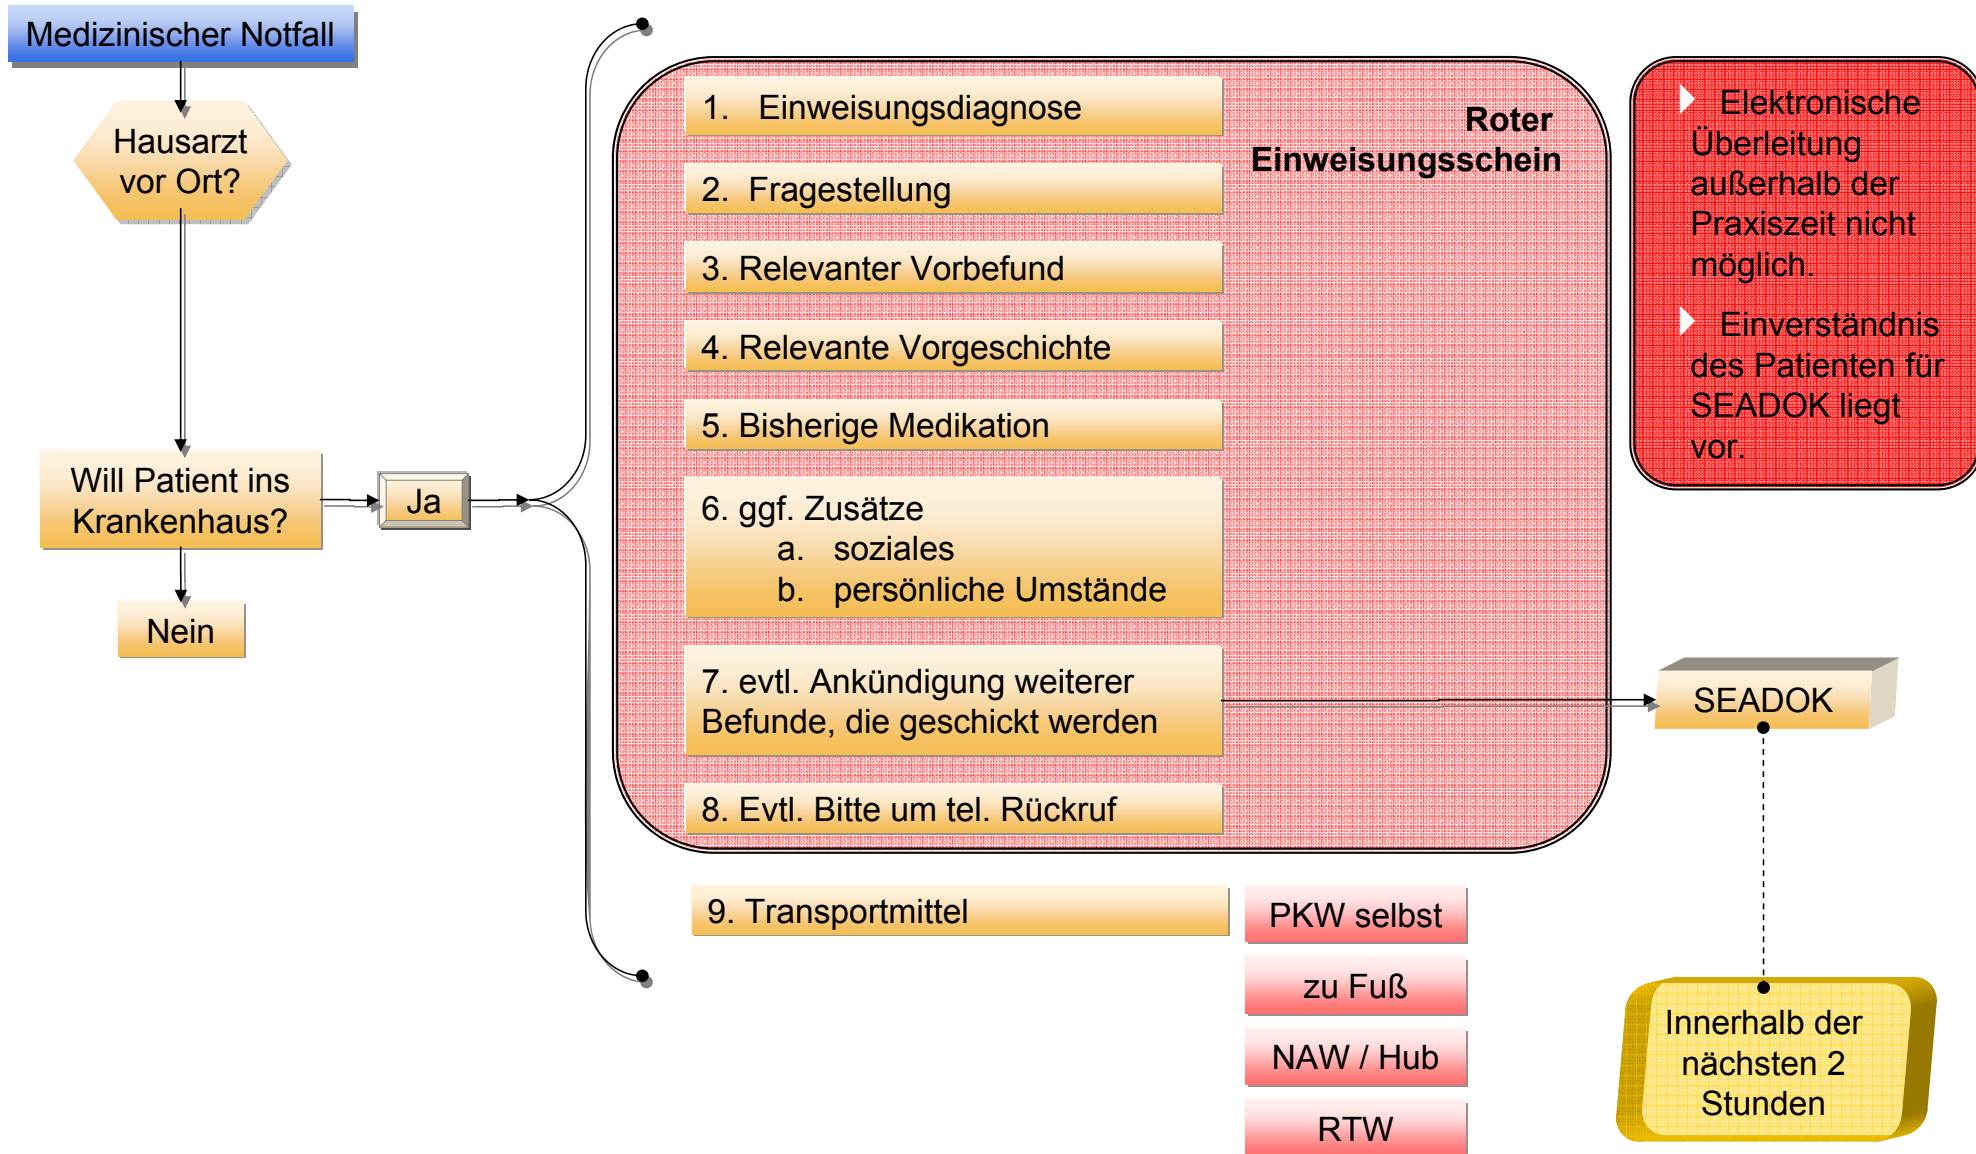 Medizinischer Notfall
Hausarzt
vor Ort?
Will Patient ins
Krankenhaus?
Ja
Nein
Roter
Einweisungsschein
1. Einweisungsdiagnose
2. Fragestellung
3. Relevanter Vorbefund
4. Relevante Vorgeschichte
5. Bisherige Medikation
6. ggf. Zusätze
a. soziales
b. persönliche Umstände
7. evtl. Ankündigung weiterer
Befunde, die geschickt werden
8. Evtl. Bitte um tel. Rückruf
9. Transportmittel
PKW selbst
zu Fuß
NAW / Hub
RTW
Elektronische
Überleitung
außerhalb der
Praxiszeit nicht
möglich.
Einverständnis
des Patienten für
SEADOK liegt
vor.
SEADOK
Innerhalb der
nächsten 2
Stunden